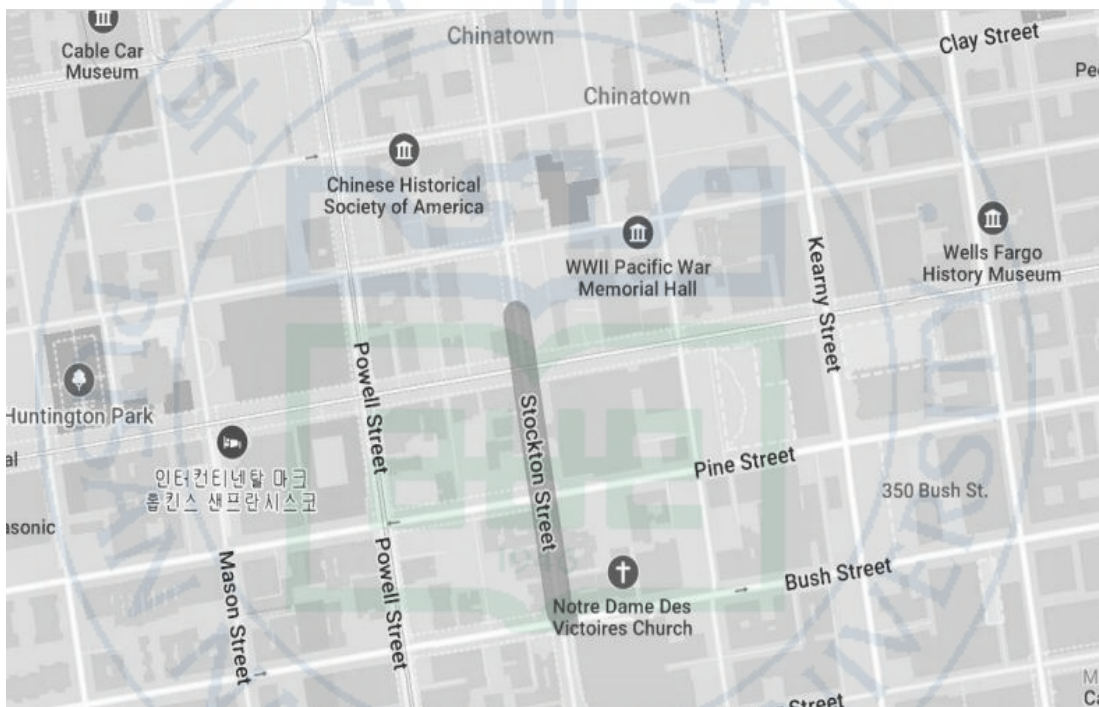 Cable Car
Museum
Chinatown
Clay Street
Chinatown
Chinese Historical
Society of America
WWII Pacific War
Memorial Hall
Kearny Street
Wells Fargo
History Museum
Huntington Park
Powell Street
Stockton Street
인터컨티넨탈 마크
홉킨스 샌프란시스코
Pine Street
350 Bush St.
asonic
Mason Street
Powell Street
Bush Street
Notre Dame Des
Victoires Church
Street